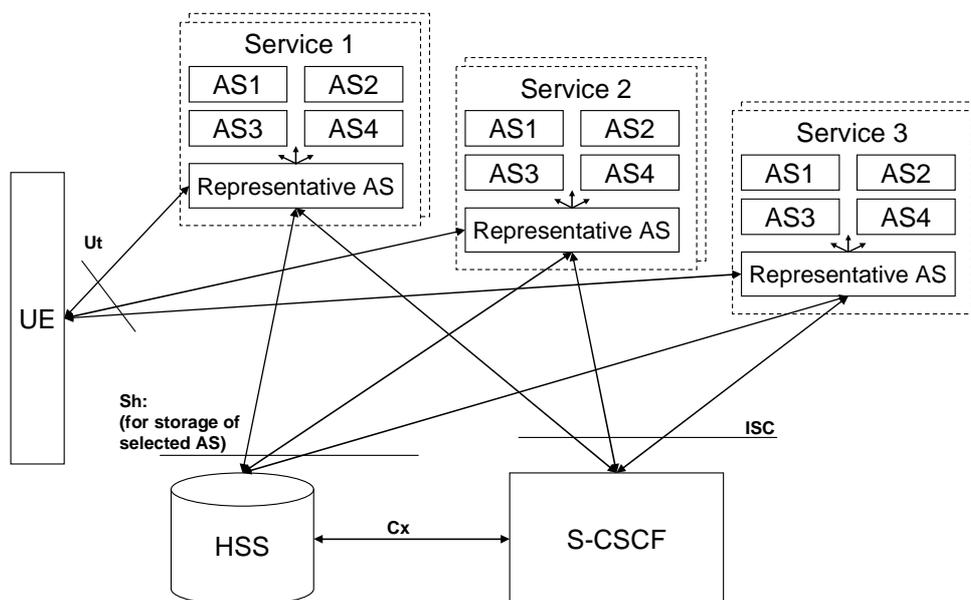 Service 1
AS1 AS2
AS3 AS4
Representative AS
Service 2
AS1 AS2
AS3 AS4
Representative AS
Service 3
AS1 AS2
AS3 AS4
Representative AS
Ut
UE
Sh:
(for storage of
selected AS)
ISC
HSS
Cx
S-CSCF